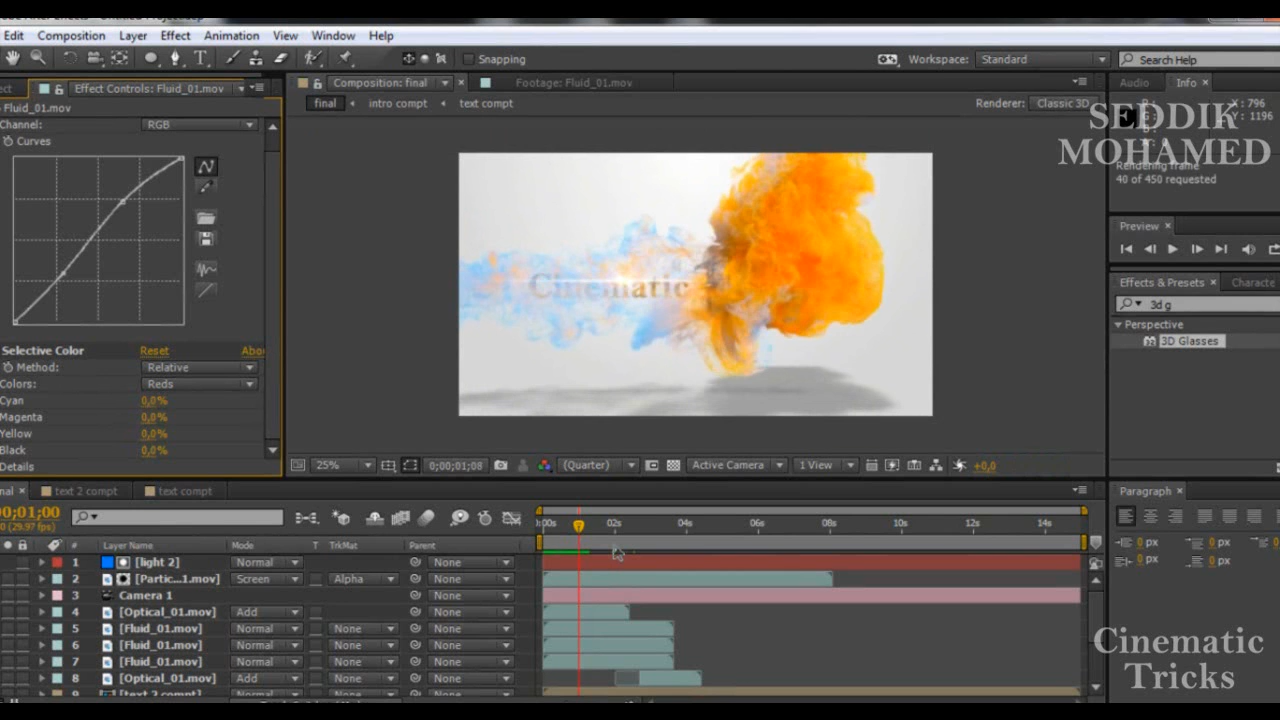 Edit Composition Layer Effect Animation View Window Help
Snapping
Workspace: Standard
Search Help
Effect Controls: Fluid_01.mov
Composition: final
Footage: Fluid_01.mov
Audio Info
Fluid_01.mov
final intro compt text compt
Renderer: Classic 3D
X: 796
Y: 1196
SEDDIK
MOHAMED
Channel: RGB
Curves
Rendering frame
40 of 450 requested
Preview
Effects & Presets
3d g
Perspective
3D Glasses
Cinematic
Selective Color Reset
Method: Relative
Colors: Reds
Cyan 0,0%
Magenta 0,0%
Yellow 0,0%
Black 0,0%
Details
25% 0;00;01;08 (Quarter) Active Camera 1 View +0,0
text 2 compt text compt
Paragraph
(29.97 fps)
02s 04s 06s 08s 10s 12s 14s
# Layer Name Mode T TrkMat Parent
1 [light 2] Normal None
2 [Partic...1.mov] Screen Alpha None
3 Camera 1 None
4 [Optical_01.mov] Add None
5 [Fluid_01.mov] Normal None None
6 [Fluid_01.mov] Normal None None
7 [Fluid_01.mov] Normal None None
8 [Optical_01.mov] Add None None
0 px 0 px
0 px 0 px
Cinematic
Tricks